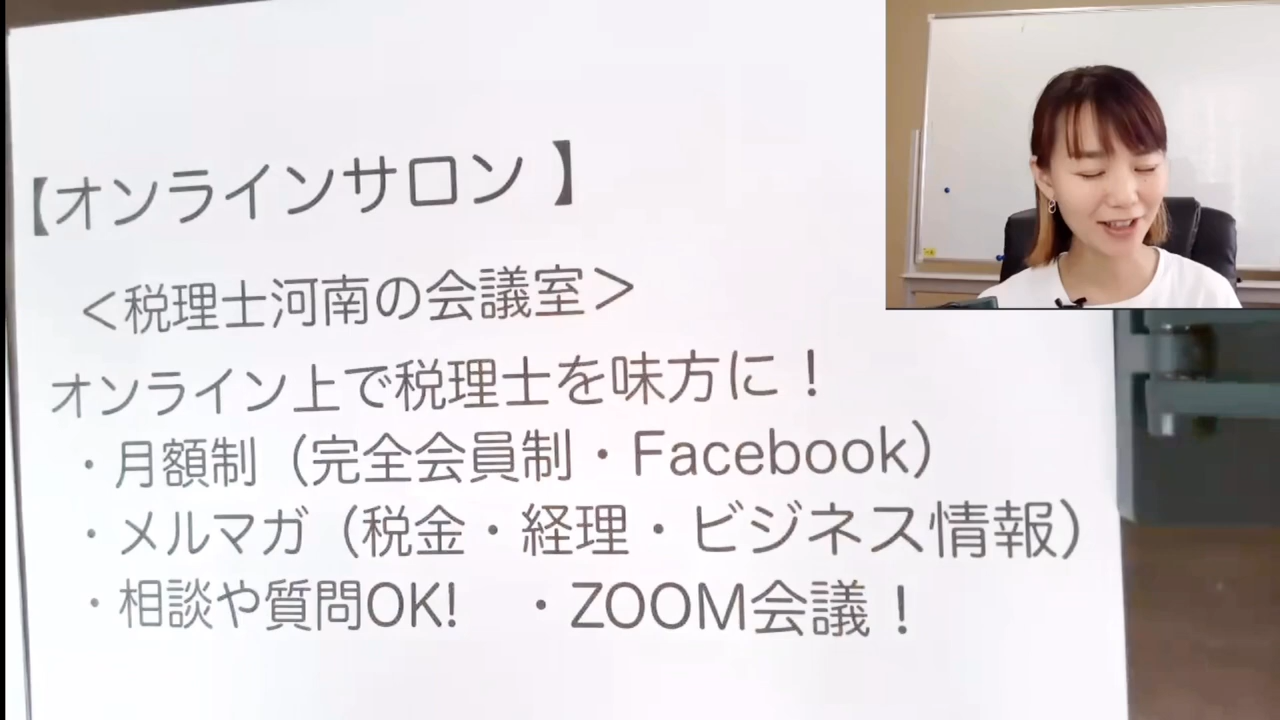 【オンラインサロン 】
＜税理士河南の会議室＞
オンライン上で税理士を味方に！
・月額制（完全会員制・Facebook）
・メルマガ（税金・経理・ビジネス情報）
・相談や質問OK!　・ZOOM会議！